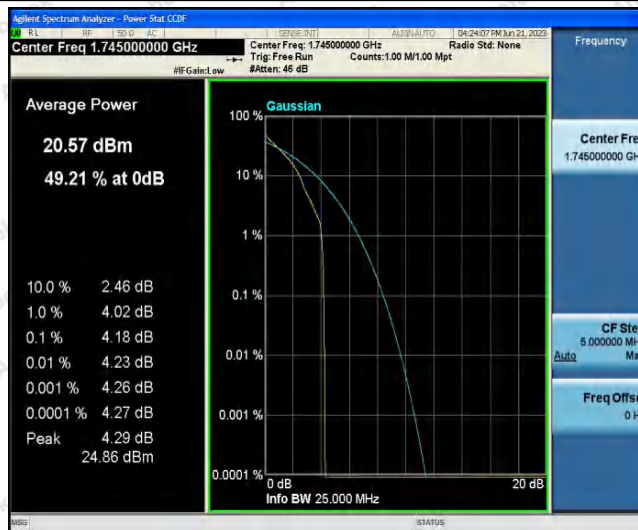 Agilent Spectrum Analyzer - Power Stat CCDF
RL RF 50 Ω AC SENSE:INT ALIGN AUTO 04:24:07 PM Jun 21, 2023
Center Freq 1.745000000 GHz
Center Freq: 1.745000000 GHz Radio Std: None
Trig: Free Run Counts:1.00 M/1.00 Mpt
#IFGain:Low #Atten: 46 dB
Frequency
Average Power
20.57 dBm
49.21 % at 0dB
10.0 % 2.46 dB
1.0 % 4.02 dB
0.1 % 4.18 dB
0.01 % 4.23 dB
0.001 % 4.26 dB
0.0001 % 4.27 dB
Peak 4.29 dB
24.86 dBm
Gaussian
100 %
10 %
1 %
0.1 %
0.01 %
0.001 %
0.0001 %
0 dB 20 dB
Info BW 25.000 MHz
Center Fre
1.745000000 GH
CF Ste
5.000000 MH
Auto Ma
Freq Offse
0 H
MSG STATUS